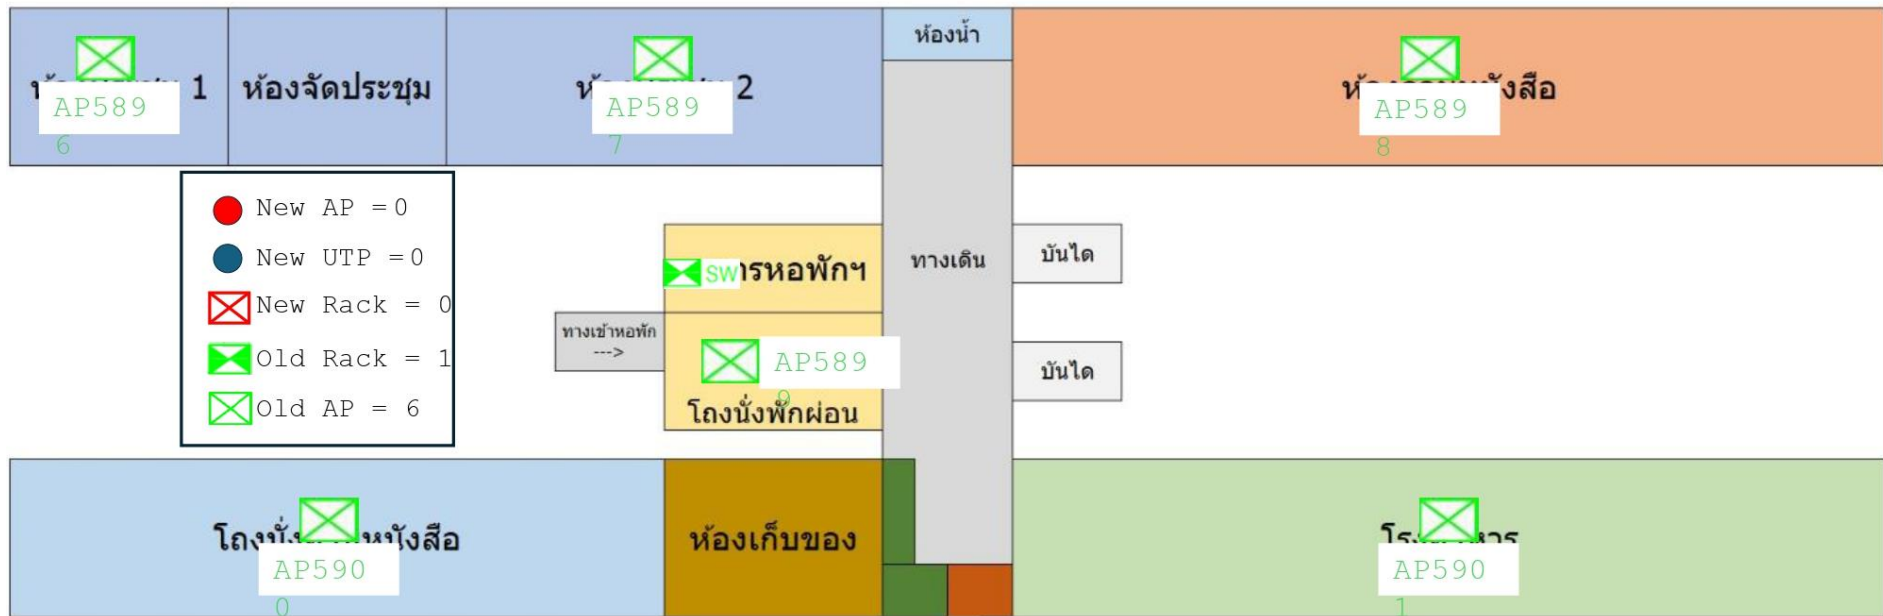 1
ห้องจัดประชุม
2
ห้องน้ำ
AP589
6
AP589
7
AP589
8
New AP = 0
New UTP = 0
New Rack = 0
Old Rack = 1
Old AP = 6
SW
ทางเดิน
บันได
ทางเข้าหอพัก
--->
AP589
9
โถงนั่งพักผ่อน
บันได
ห้องเก็บของ
AP590
0
AP590
1